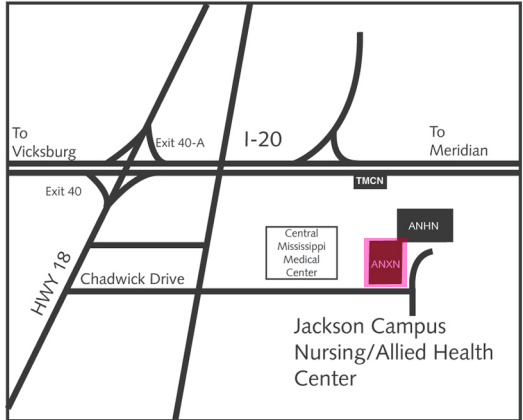 To
Vicksburg
Exit 40-A
I-20
To
Meridian
Exit 40
TMCN
ANHN
Central
Mississippi
Medical
Center
ANXN
HWY 18
Chadwick Drive
Jackson Campus
Nursing/Allied Health
Center